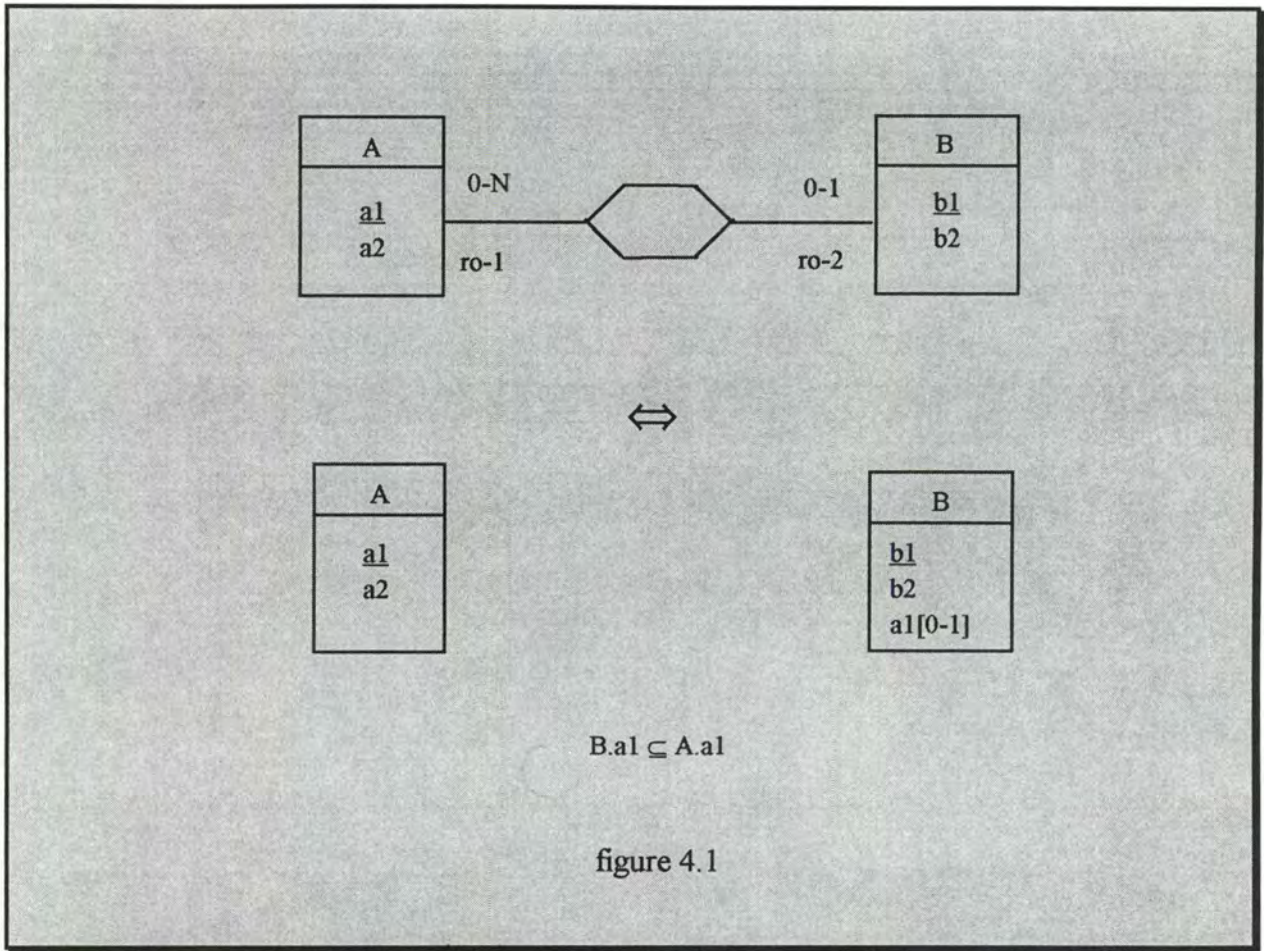 A
a1
a2
0-N
ro-1
0-1
ro-2
B
b1
b2
⇔
A
a1
a2
B
b1
b2
a1[0-1]
B.a1 ⊆ A.a1
figure 4.1